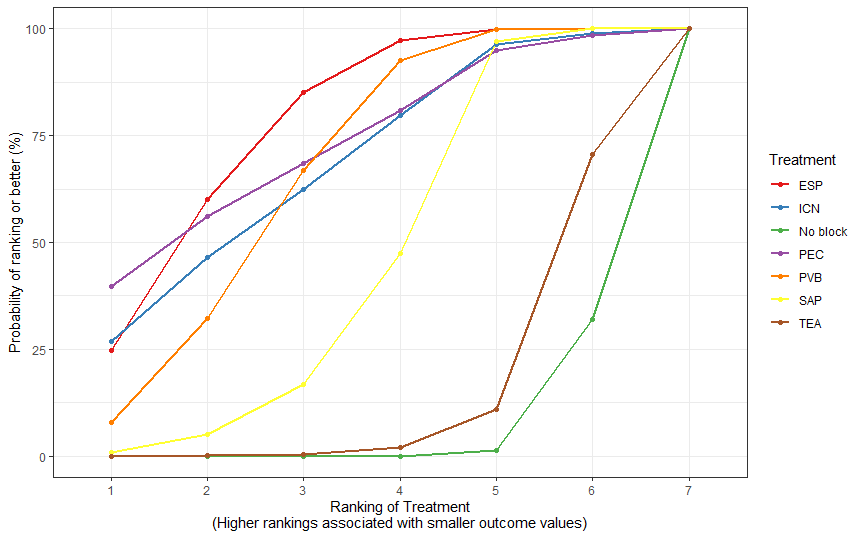 100
75
50
25
0
Probability of ranking or better (%)
1 2 3 4 5 6 7
Ranking of Treatment
(Higher rankings associated with smaller outcome values)
Treatment
ESP
ICN
No block
PEC
PVB
SAP
TEA